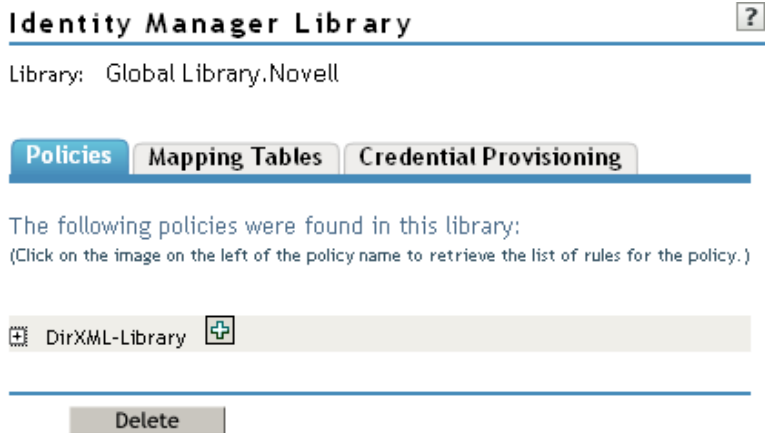 Identity Manager Library
?
Library: Global Library.Novell
Policies Mapping Tables Credential Provisioning
The following policies were found in this library:
(Click on the image on the left of the policy name to retrieve the list of rules for the policy.)
DirXML-Library
Delete